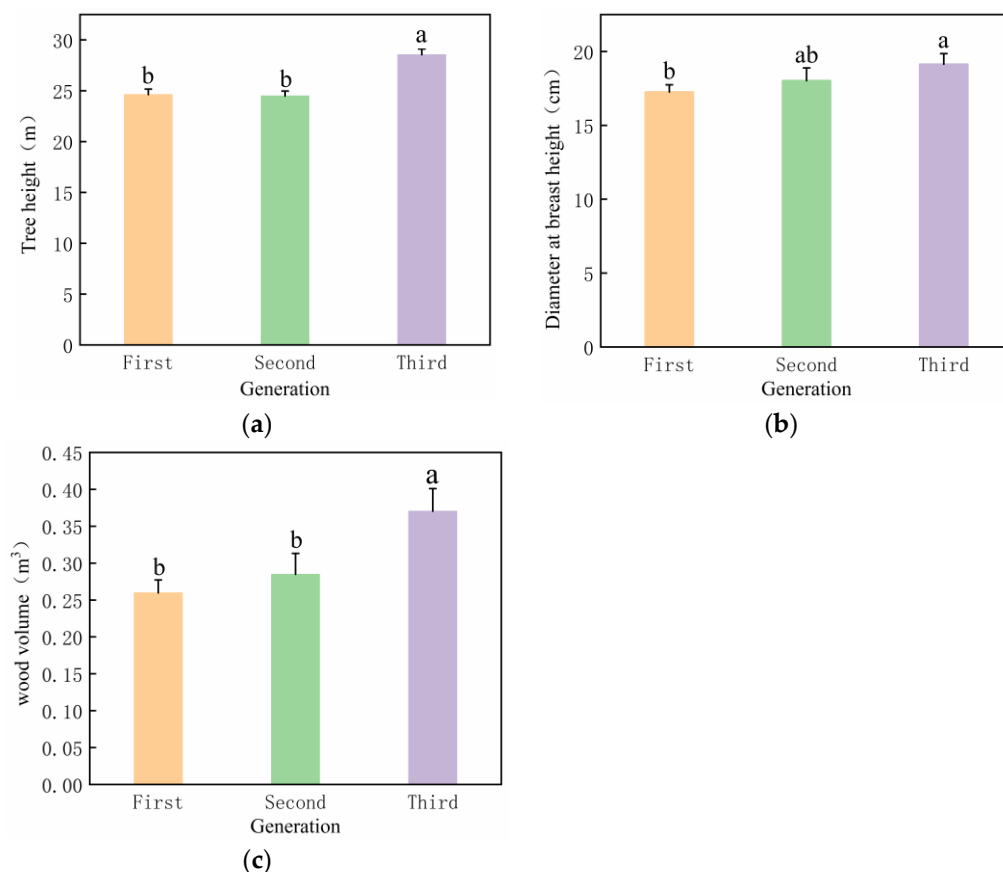 Tree height（m）
30
25
20
15
10
5
0
b
b
a
First
Second
Third
Generation
(a)
Diameter at breast height（cm）
20
15
10
5
0
b
ab
a
First
Second
Third
Generation
(b)
wood volume（m³）
0.45
0.40
0.35
0.30
0.25
0.20
0.15
0.10
0.05
0.00
b
b
a
First
Second
Third
Generation
(c)